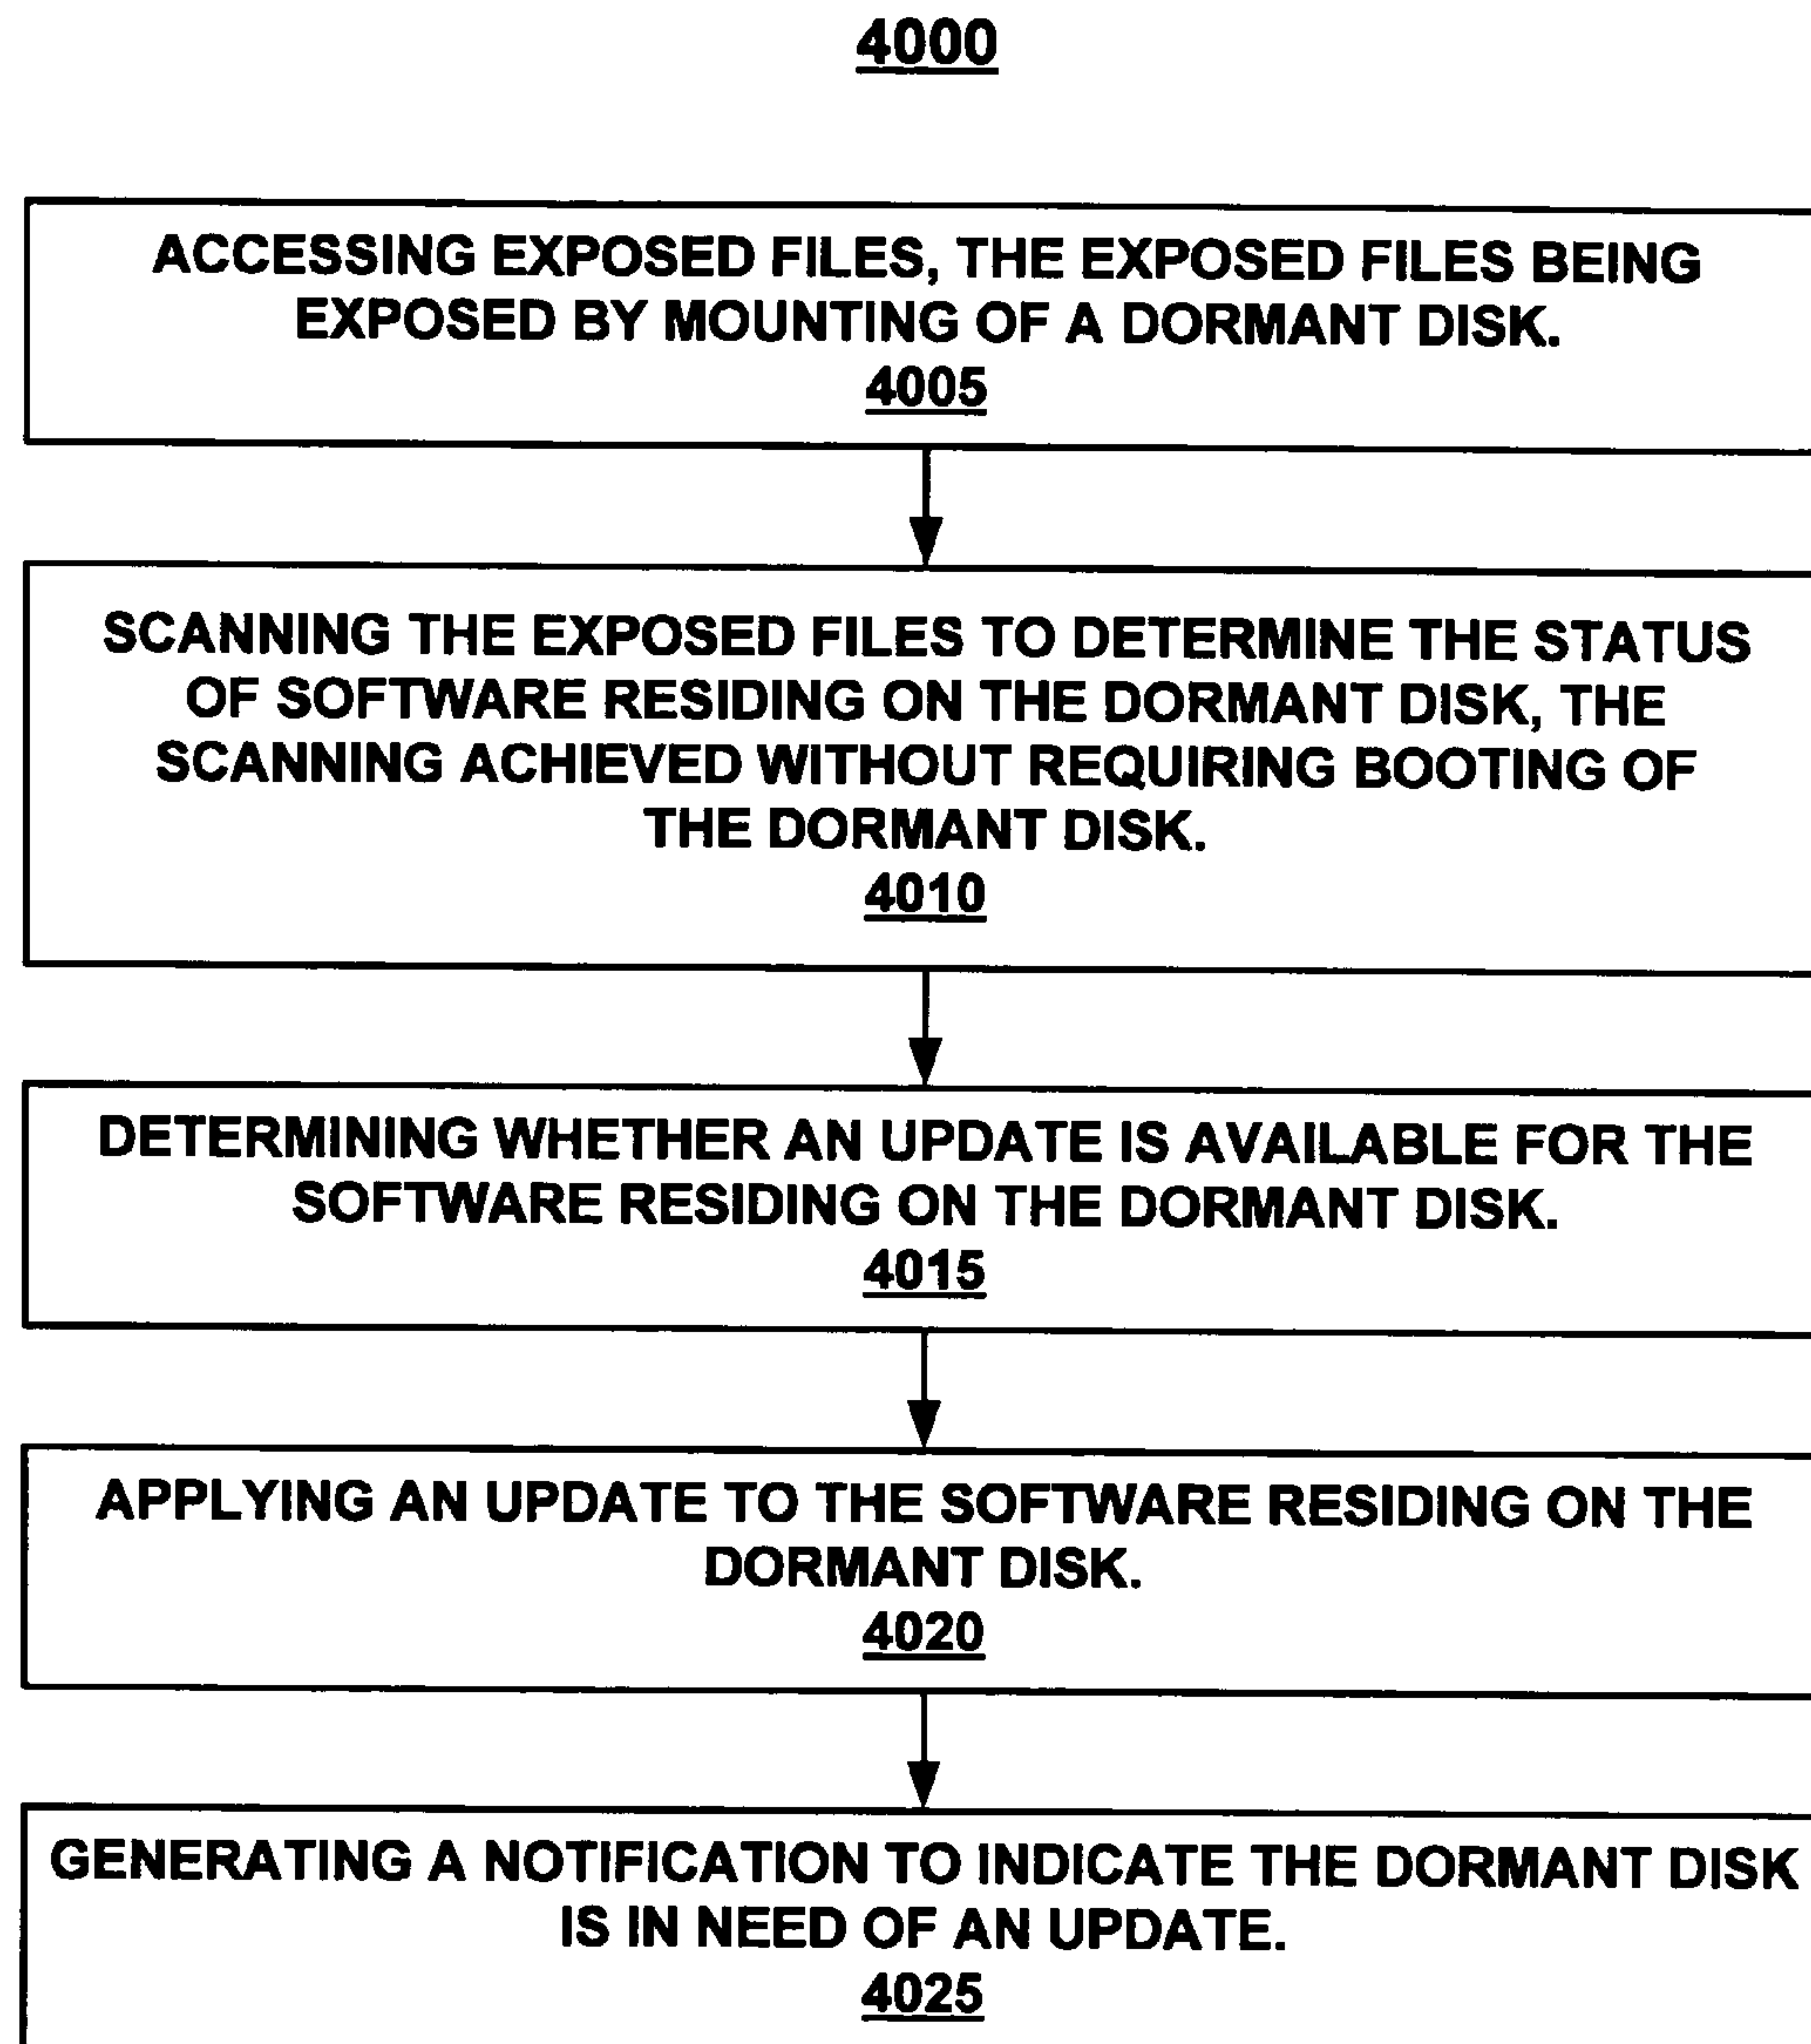 4000
ACCESSING EXPOSED FILES, THE EXPOSED FILES BEING
EXPOSED BY MOUNTING OF A DORMANT DISK.
4005
SCANNING THE EXPOSED FILES TO DETERMINE THE STATUS
OF SOFTWARE RESIDING ON THE DORMANT DISK, THE
SCANNING ACHIEVED WITHOUT REQUIRING BOOTING OF
THE DORMANT DISK.
4010
DETERMINING WHETHER AN UPDATE IS AVAILABLE FOR THE
SOFTWARE RESIDING ON THE DORMANT DISK.
4015
APPLYING AN UPDATE TO THE SOFTWARE RESIDING ON THE
DORMANT DISK.
4020
GENERATING A NOTIFICATION TO INDICATE THE DORMANT DISK
IS IN NEED OF AN UPDATE.
4025